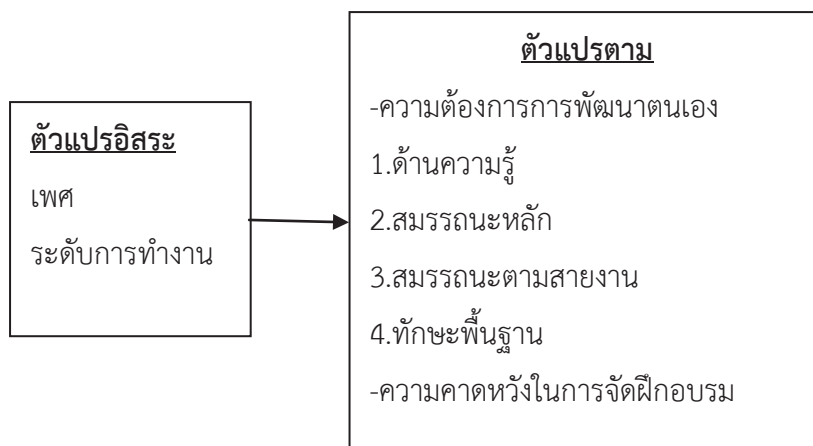 ตัวแปรอิสระ
เพศ
ระดับการทำงาน
ตัวแปรตาม
-ความต้องการการพัฒนาตนเอง
1.ด้านความรู้
2.สมรรถนะหลัก
3.สมรรถนะตามสายงาน
4.ทักษะพื้นฐาน
-ความคาดหวังในการจัดฝึกอบรม